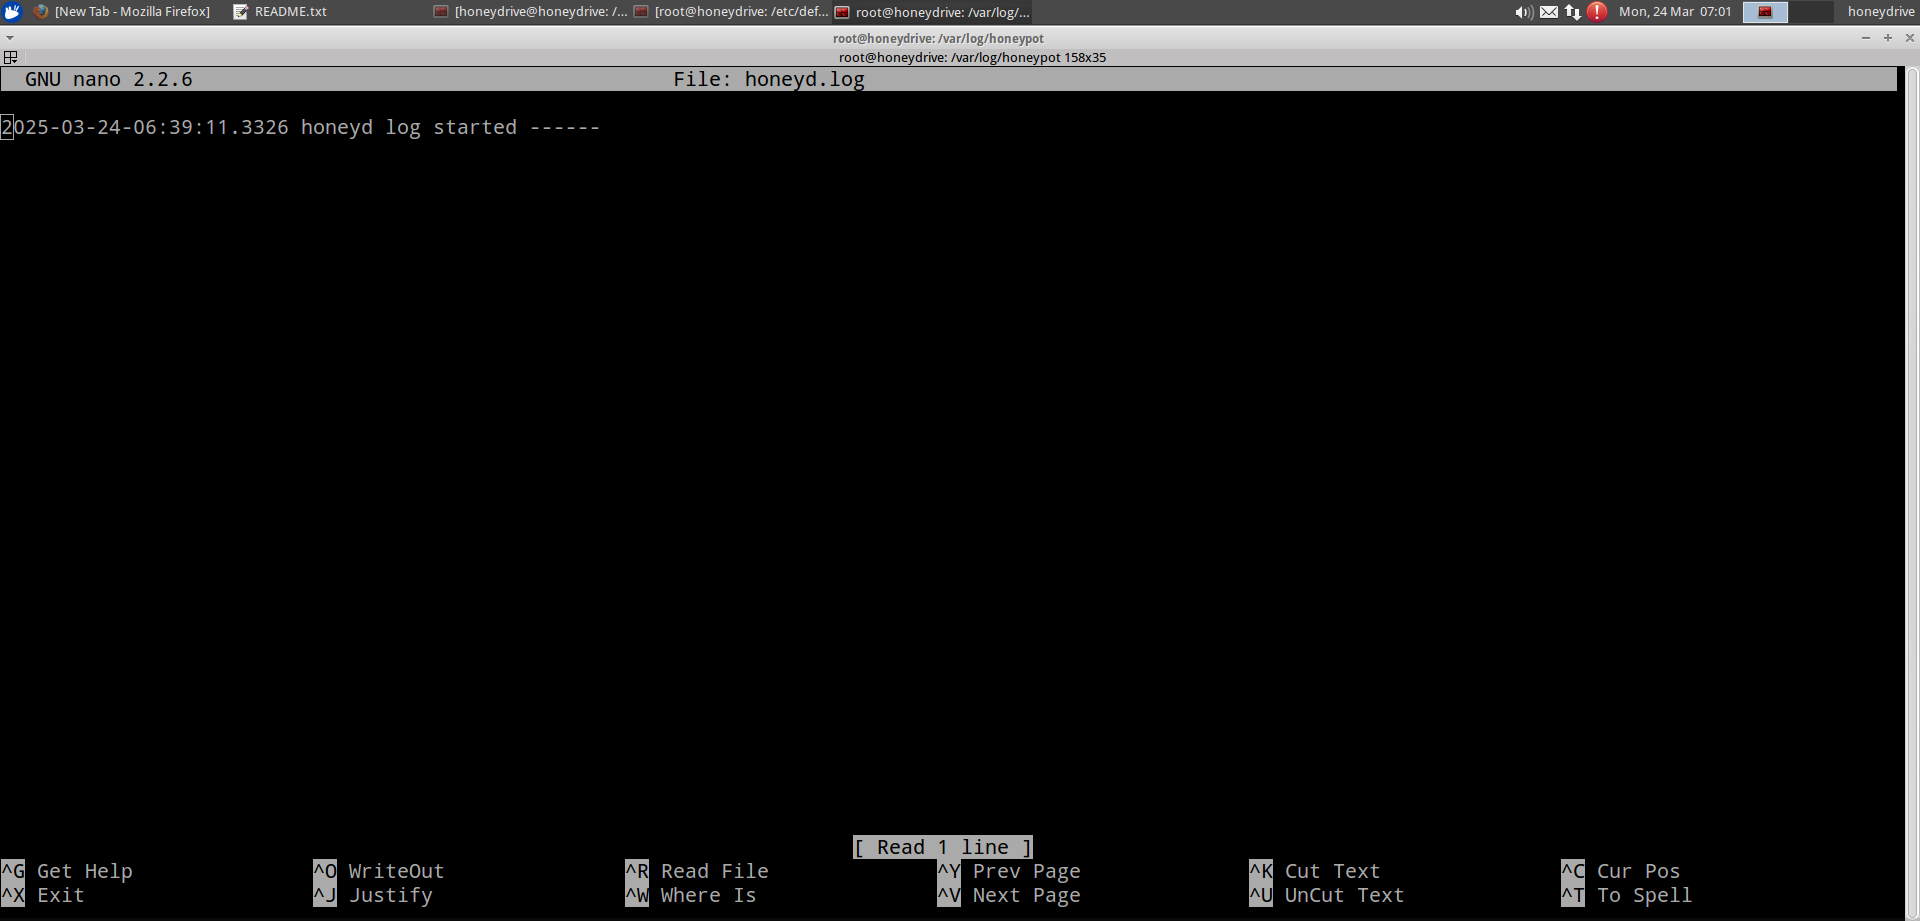 [New Tab - Mozilla Firefox] README.txt [honeydrive@honeydrive: /... [root@honeydrive: /etc/def... root@honeydrive: /var/log/... Mon, 24 Mar 07:01 honeydrive
root@honeydrive: /var/log/honeypot
root@honeydrive: /var/log/honeypot 158x35
GNU nano 2.2.6 File: honeyd.log
2025-03-24-06:39:11.3326 honeyd log started ------
[ Read 1 line ]
^G Get Help ^O WriteOut ^R Read File ^Y Prev Page ^K Cut Text ^C Cur Pos
^X Exit ^J Justify ^W Where Is ^V Next Page ^U UnCut Text ^T To Spell